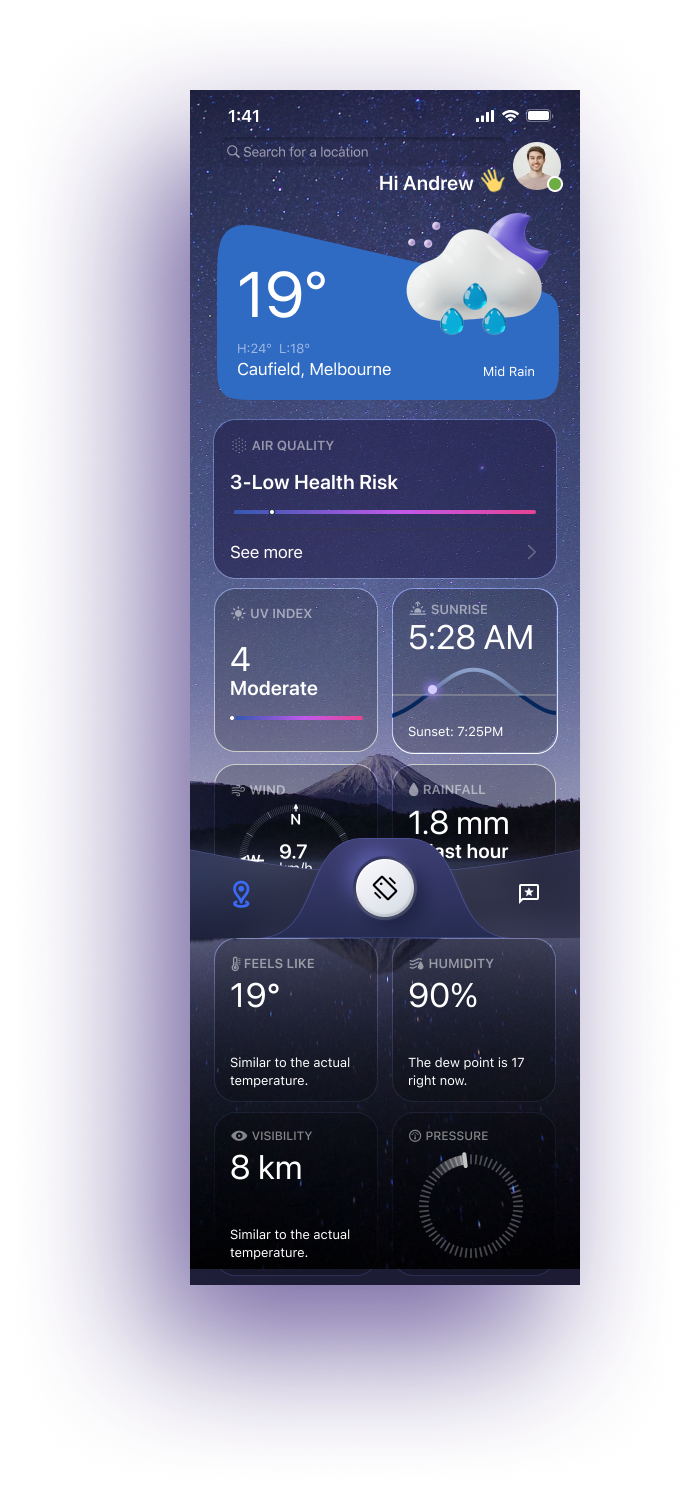 1:41
Search for a location
Hi Andrew 👋
19°
H:24° L:18°
Caufield, Melbourne
Mid Rain
AIR QUALITY
3-Low Health Risk
See more
UV INDEX
4
Moderate
SUNRISE
5:28 AM
Sunset: 7:25PM
WIND
N
W
9.7
km/h
RAINFALL
1.8 mm
last hour
FEELS LIKE
19°
Similar to the actual
temperature.
HUMIDITY
90%
The dew point is 17
right now.
VISIBILITY
8 km
Similar to the actual
temperature.
PRESSURE